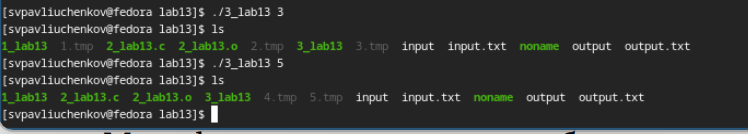 [svpavliuchenkov@fedora lab13]$ ./3_lab13 3
[svpavliuchenkov@fedora lab13]$ ls
1_lab13 1.tmp 2_lab13.c 2_lab13.o 2.tmp 3_lab13 3.tmp input input.txt noname output output.txt
[svpavliuchenkov@fedora lab13]$ ./3_lab13 5
[svpavliuchenkov@fedora lab13]$ ls
1_lab13 2_lab13.c 2_lab13.o 3_lab13 4.tmp 5.tmp input input.txt noname output output.txt
[svpavliuchenkov@fedora lab13]$